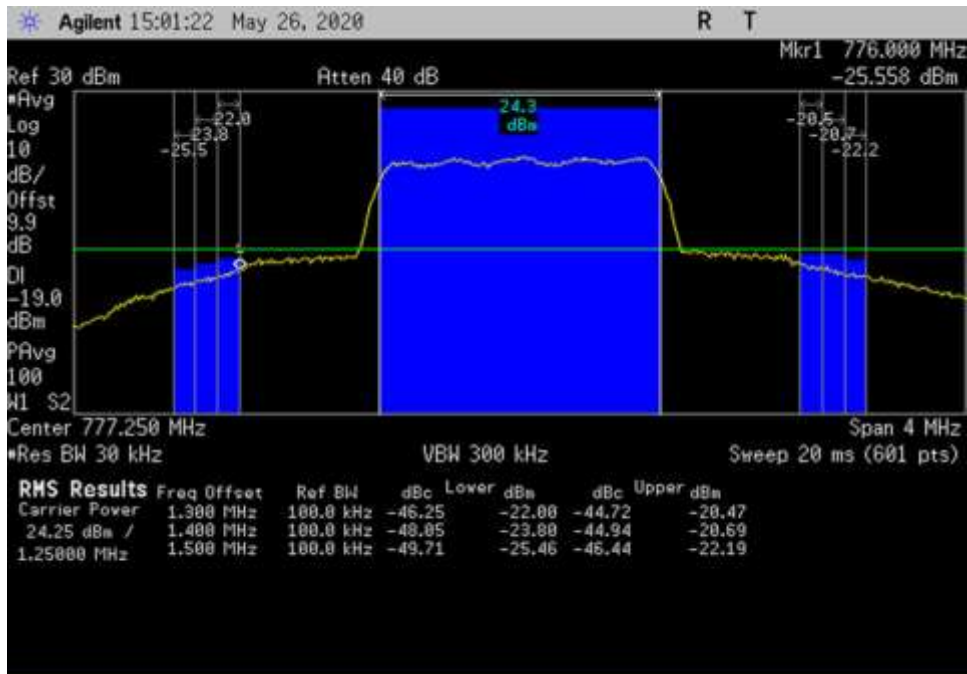 Agilent 15:01:22 May 26, 2020 R T
Mkr1 776.000 MHz
Ref 30 dBm Atten 40 dB -25.558 dBm
*Avg
Log
10
dB/
Offst
9.9
dB
DI
-19.0
dBm
PAvg
100
W1 S2
-22.0
-23.8
-25.5
24.3
dBm
-20.5
-20.7
-22.2
1
Center 777.250 MHz Span 4 MHz
*Res BW 30 kHz VBW 300 kHz Sweep 20 ms (601 pts)
RMS Results Freq Offset Ref BW dBc Lower dBm dBc Upper dBm
Carrier Power 1.300 MHz 100.0 kHz -46.25 -22.00 -44.72 -20.47
24.25 dBm / 1.400 MHz 100.0 kHz -48.05 -23.80 -44.94 -20.69
1.25000 MHz 1.500 MHz 100.0 kHz -49.71 -25.46 -46.44 -22.19